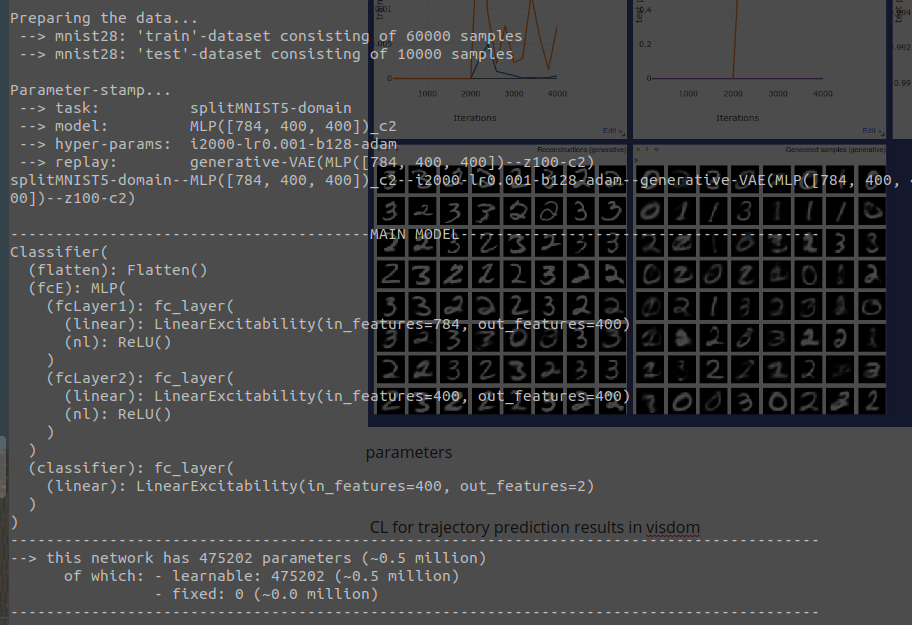 Preparing the data...
--> mnist28: 'train'-dataset consisting of 60000 samples
--> mnist28: 'test'-dataset consisting of 10000 samples
Parameter-stamp...
--> task: splitMNIST5-domain
--> model: MLP([784, 400, 400])_c2
--> hyper-params: i2000-lr0.001-b128-adam
--> replay: generative-VAE(MLP([784, 400, 400])--z100-c2)
splitMNIST5-domain--MLP([784, 400, 400])_c2--i2000-lr0.001-b128-adam--generative-VAE(MLP([784, 400, 4
00])--z100-c2)
----------------------------------------MAIN MODEL----------------------------------------
Classifier(
(flatten): Flatten()
(fcE): MLP(
(fcLayer1): fc_layer(
(linear): LinearExcitability(in_features=784, out_features=400)
(nl): ReLU()
)
(fcLayer2): fc_layer(
(linear): LinearExcitability(in_features=400, out_features=400)
(nl): ReLU()
)
)
(classifier): fc_layer(
(linear): LinearExcitability(in_features=400, out_features=2)
)
)
------------------------------------------------------------------------------------------
--> this network has 475202 parameters (~0.5 million)
of which: - learnable: 475202 (~0.5 million)
- fixed: 0 (~0.0 million)
------------------------------------------------------------------------------------------
0
1000 2000 3000 4000
Iterations
Edit
0.4
0.2
0
1000 2000 3000 4000
Iterations
Edit
0.992
0.99
Reconstructions (generative)
Generated samples (generative)
parameters
CL for trajectory prediction results in visdom